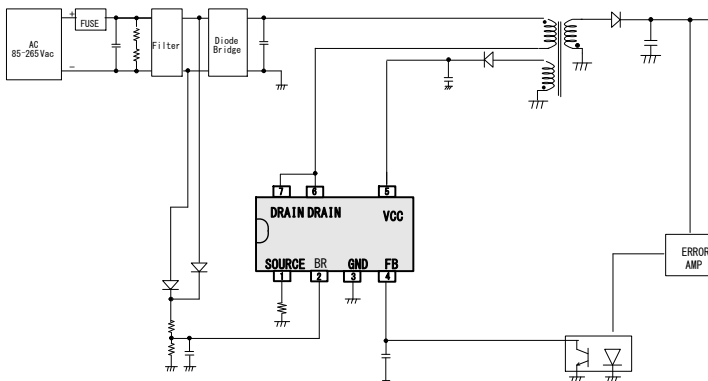 AC
85-265Vac
+
-
FUSE
Filter
Diode
Bridge
7
6
5
DRAIN DRAIN
VCC
SOURCE BR GND FB
1
2
3
4
ERROR
AMP